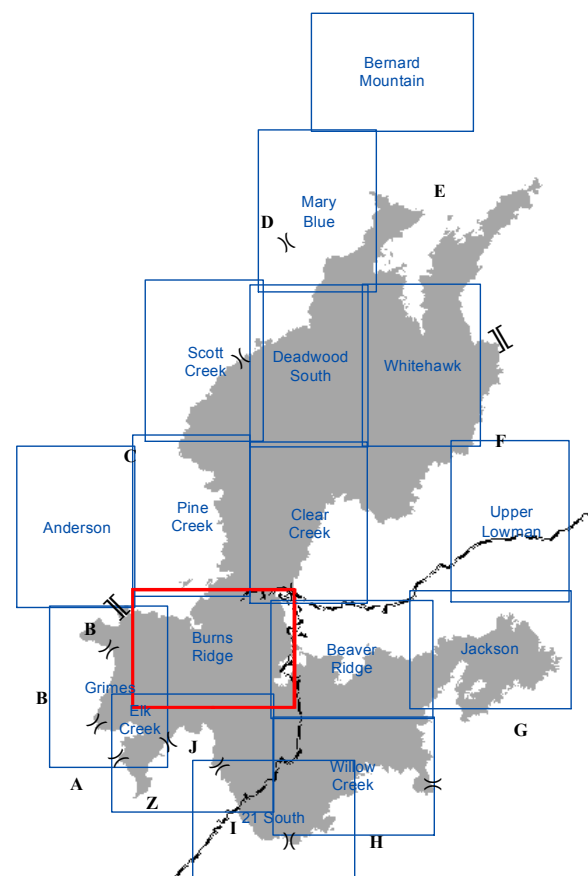 Bernard
Mountain
E
Mary
Blue
D
Scott
Creek
Deadwood
South
Whitehawk
F
C
Anderson
Pine
Creek
Clear
Creek
Upper
Lowman
B
Burns
Ridge
Beaver
Ridge
Jackson
B
Grimes
Elk
Creek
G
J
A
Z
Willow
Creek
I
21 South
H